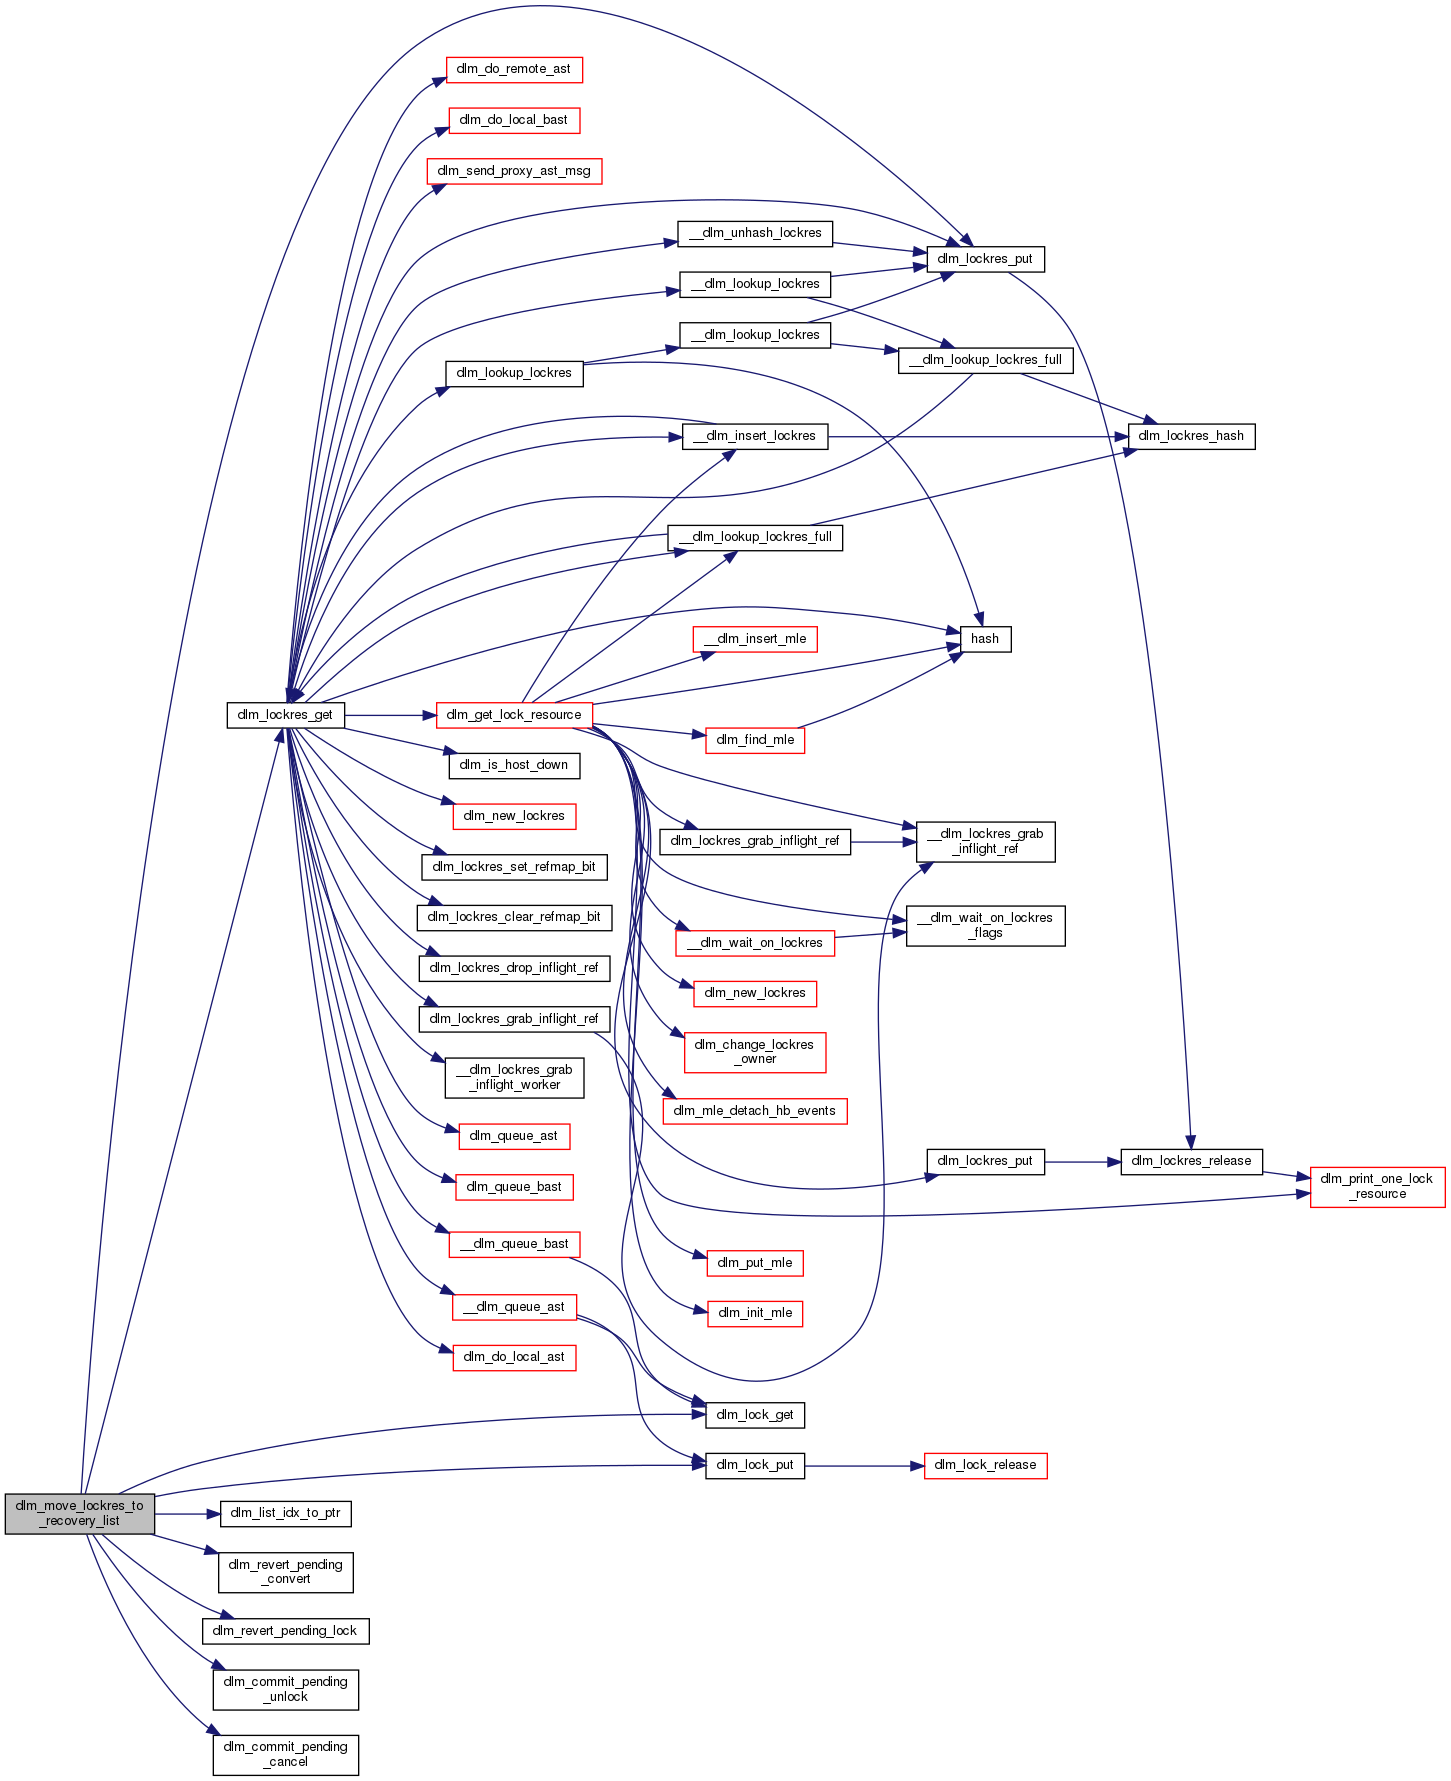 dlm_do_remote_ast
dlm_do_local_bast
dlm_send_proxy_ast_msg
__dlm_unhash_lockres
dlm_lockres_put
__dlm_lookup_lockres
__dlm_lookup_lockres
__dlm_lookup_lockres_full
dlm_lookup_lockres
__dlm_insert_lockres
dlm_lockres_hash
__dlm_lookup_lockres_full
__dlm_insert_mle
hash
dlm_lockres_get
dlm_get_lock_resource
dlm_find_mle
dlm_is_host_down
dlm_new_lockres
dlm_lockres_grab_inflight_ref
__dlm_lockres_grab
_inflight_ref
dlm_lockres_set_refmap_bit
dlm_lockres_clear_refmap_bit
__dlm_wait_on_lockres
_flags
__dlm_wait_on_lockres
dlm_lockres_drop_inflight_ref
dlm_new_lockres
dlm_lockres_grab_inflight_ref
dlm_change_lockres
_owner
__dlm_lockres_grab
_inflight_worker
dlm_mle_detach_hb_events
dlm_queue_ast
dlm_lockres_put
dlm_lockres_release
dlm_print_one_lock
_resource
dlm_queue_bast
__dlm_queue_bast
dlm_put_mle
__dlm_queue_ast
dlm_init_mle
dlm_do_local_ast
dlm_lock_get
dlm_lock_put
dlm_lock_release
dlm_move_lockres_to
_recovery_list
dlm_list_idx_to_ptr
dlm_revert_pending
_convert
dlm_revert_pending_lock
dlm_commit_pending
_unlock
dlm_commit_pending
_cancel